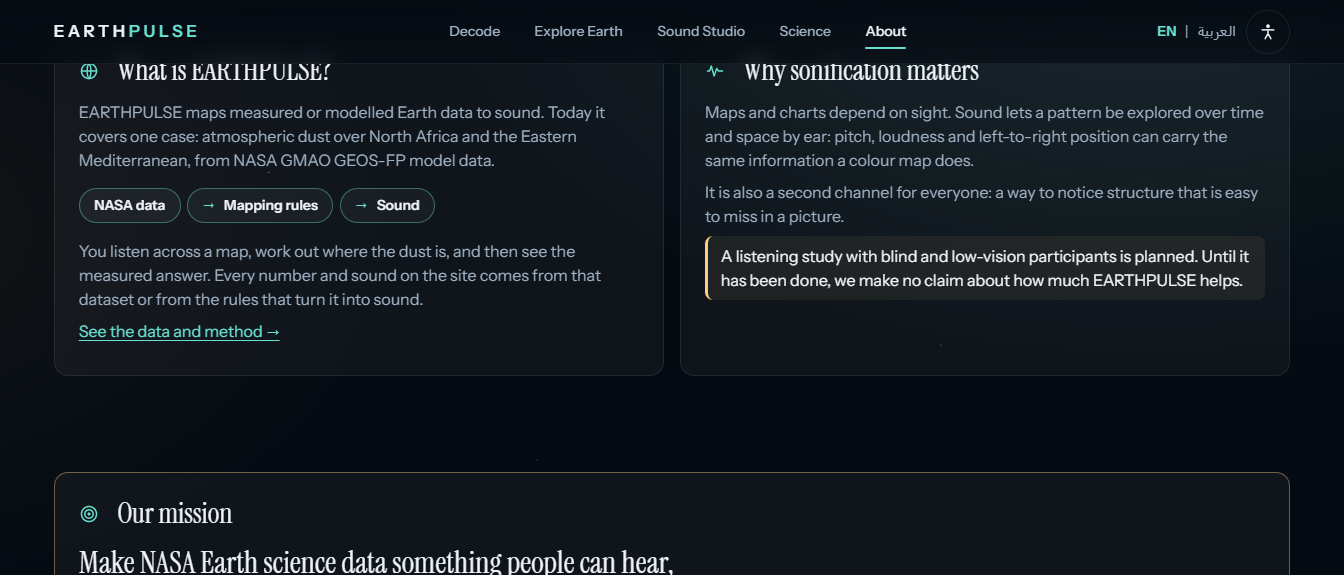 EARTHPULSE
Decode
Explore Earth
Sound Studio
Science
About
EN | العربية
What is EARTHPULSE?
EARTHPULSE maps measured or modelled Earth data to sound. Today it
covers one case: atmospheric dust over North Africa and the Eastern
Mediterranean, from NASA GMAO GEOS-FP model data.
NASA data
→ Mapping rules
→ Sound
You listen across a map, work out where the dust is, and then see the
measured answer. Every number and sound on the site comes from that
dataset or from the rules that turn it into sound.
See the data and method →
Why sonification matters
Maps and charts depend on sight. Sound lets a pattern be explored over time
and space by ear: pitch, loudness and left-to-right position can carry the
same information a colour map does.
It is also a second channel for everyone: a way to notice structure that is easy
to miss in a picture.
A listening study with blind and low-vision participants is planned. Until it
has been done, we make no claim about how much EARTHPULSE helps.
Our mission
Make NASA Earth science data something people can hear,